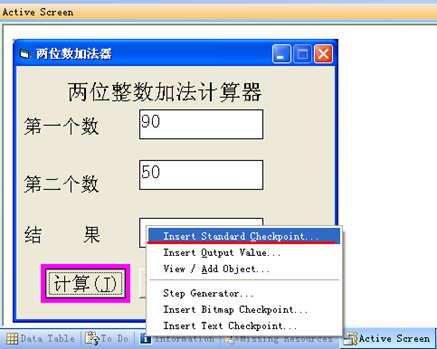 Active Screen
两位数加法器
两位整数加法计算器
第一个数
90
第二个数
50
结 果
计算(J)
Insert Standard Checkpoint...
Insert Output Value...
View / Add Object...
Step Generator...
Insert Bitmap Checkpoint...
Insert Text Checkpoint...
Data Table
To Do
Information
Missing Resources
Active Screen